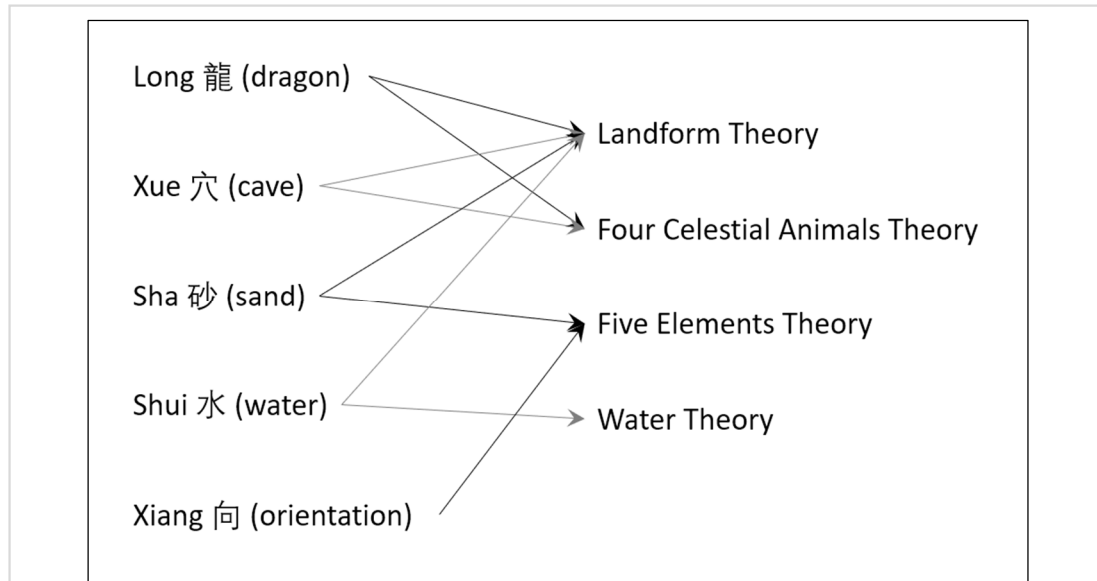 Long 龍 (dragon)
Xue 穴 (cave)
Sha 砂 (sand)
Shui 水 (water)
Xiang 向 (orientation)
Landform Theory
Four Celestial Animals Theory
Five Elements Theory
Water Theory